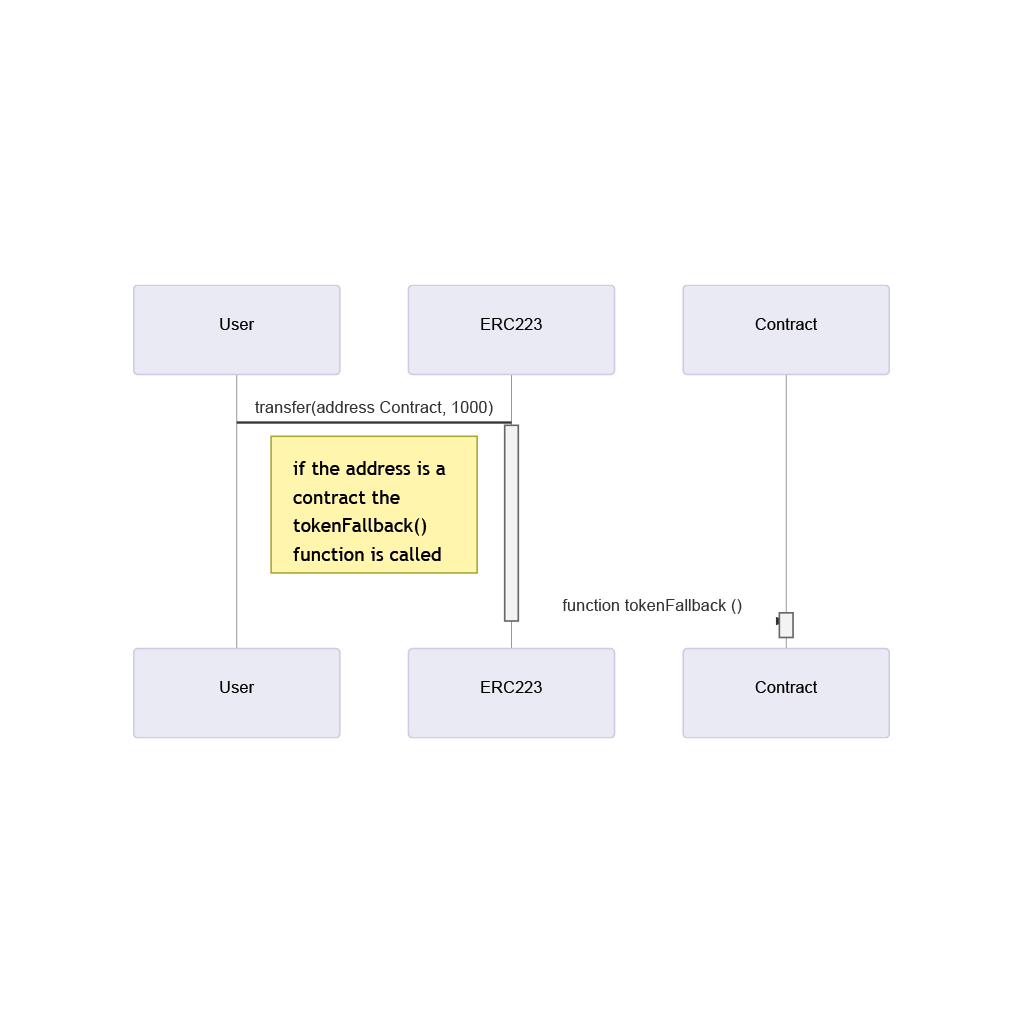 User
ERC223
Contract
transfer(address Contract, 1000)
if the address is a
contract the
tokenFallback()
function is called
function tokenFallback ()
User
ERC223
Contract